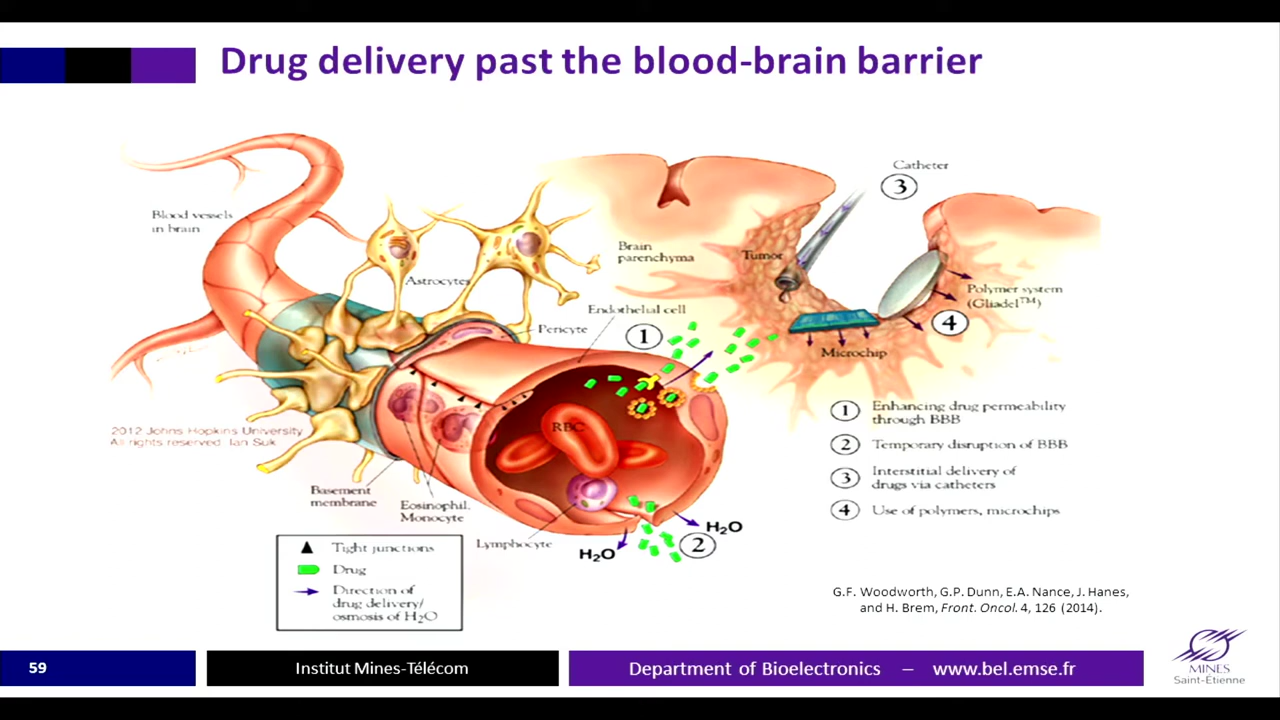 Drug delivery past the blood-brain barrier
Catheter
3
Blood vessels
in brain
Brain
parenchyma
Tumor
Astrocytes
Polymer system
(Gliadel™)
Endothelial cell
Pericyte
1
4
Microchip
RBC
2012 Johns Hopkins University
All rights reserved. Ian Suk
1 Enhancing drug permeability
through BBB
2 Temporary disruption of BBB
3 Interstitial delivery of
drugs via catheters
4 Use of polymers, microchips
Basement
membrane
Eosinophil,
Monocyte
Lymphocyte
H₂O
H₂O
2
Tight junctions
Drug
Direction of
drug delivery/
osmosis of H₂O
G.F. Woodworth, G.P. Dunn, E.A. Nance, J. Hanes,
and H. Brem, Front. Oncol. 4, 126 (2014).
59
Institut Mines-Télécom
Department of Bioelectronics – www.bel.emse.fr
MINES
Saint-Étienne